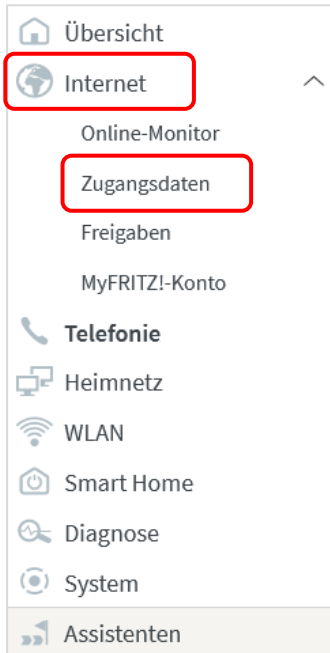 Übersicht
Internet
Online-Monitor
Zugangsdaten
Freigaben
MyFRITZ!-Konto
Telefonie
Heimnetz
WLAN
Smart Home
Diagnose
System
Assistenten